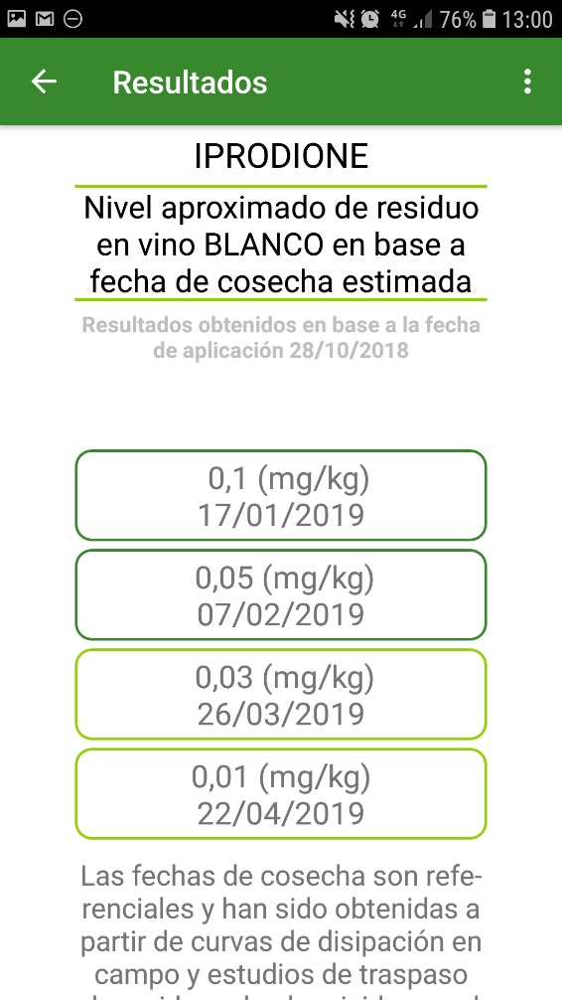 4G 76% 13:00
Resultados
IPRODIONE
Nivel aproximado de residuo
en vino BLANCO en base a
fecha de cosecha estimada
Resultados obtenidos en base a la fecha
de aplicación 28/10/2018
0,1 (mg/kg)
17/01/2019
0,05 (mg/kg)
07/02/2019
0,03 (mg/kg)
26/03/2019
0,01 (mg/kg)
22/04/2019
Las fechas de cosecha son refe-
renciales y han sido obtenidas a
partir de curvas de disipación en
campo y estudios de traspaso